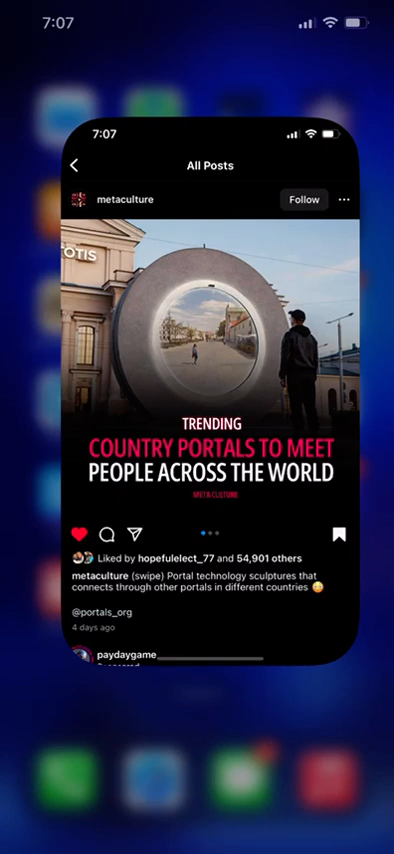 7:07
7:07
All Posts
metaculture
Follow
OTIS
TRENDING
COUNTRY PORTALS TO MEET
PEOPLE ACROSS THE WORLD
METACULTURE
Liked by hopefulelect_77 and 54,901 others
metaculture (swipe) Portal technology sculptures that
connects through other portals in different countries 😳
@portals_org
4 days ago
paydaygame